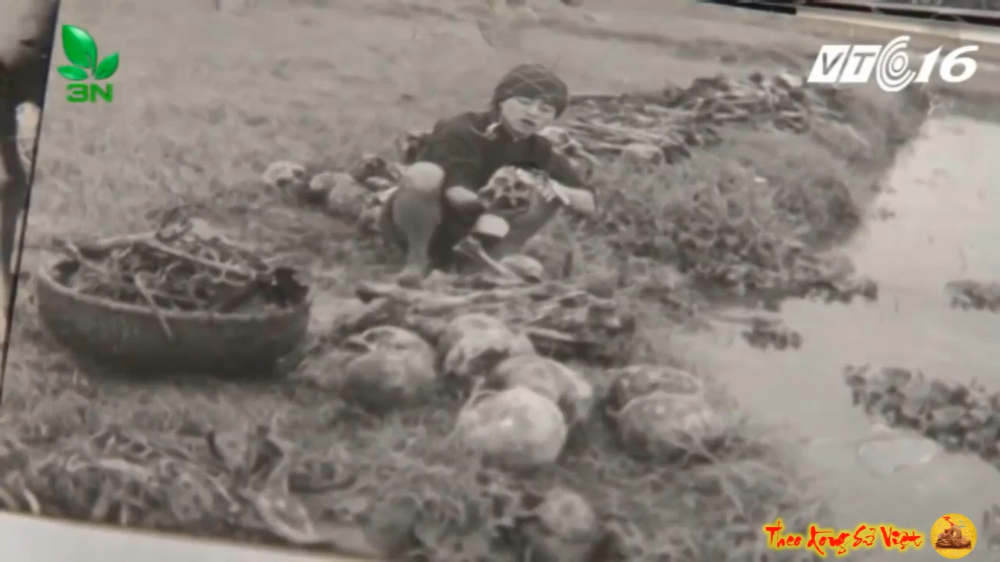 3N
VTC16
Theo Dòng Sử Việt